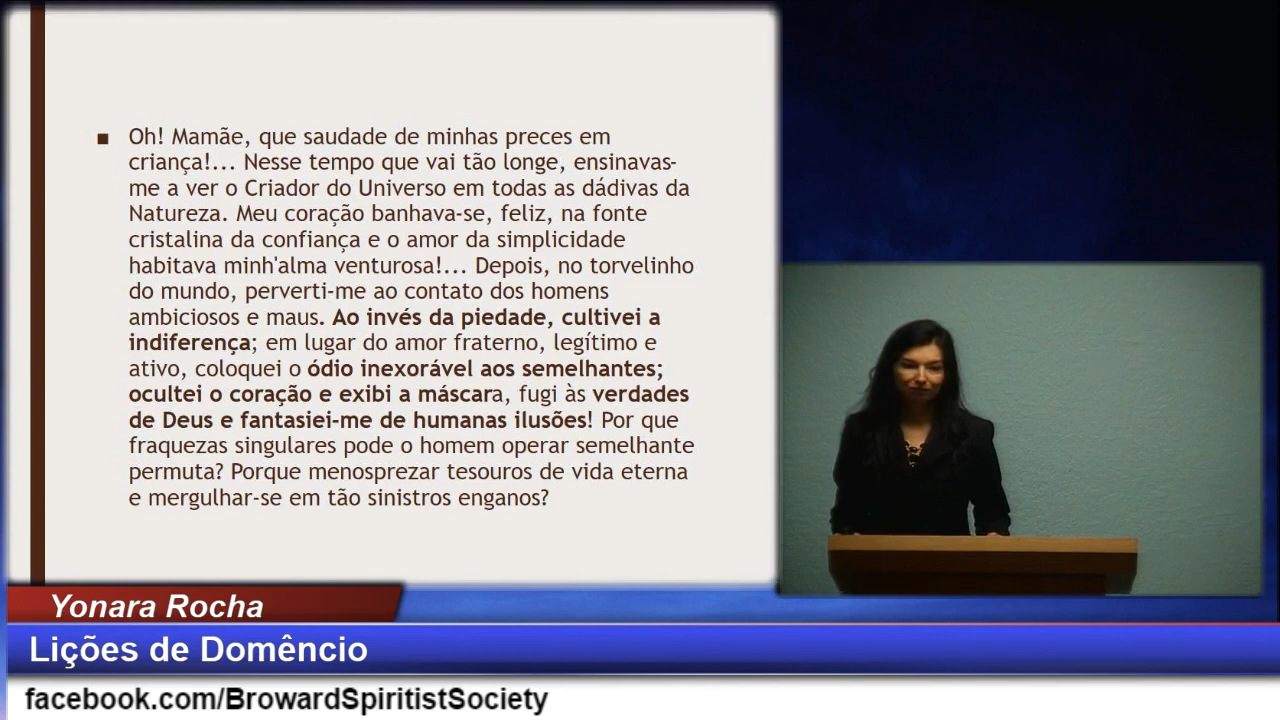 ▪ Oh! Mamãe, que saudade de minhas preces em
criança!... Nesse tempo que vai tão longe, ensinavas-
me a ver o Criador do Universo em todas as dádivas da
Natureza. Meu coração banhava-se, feliz, na fonte
cristalina da confiança e o amor da simplicidade
habitava minh'alma venturosa!... Depois, no torvelinho
do mundo, perverti-me ao contato dos homens
ambiciosos e maus. Ao invés da piedade, cultivei a
indiferença; em lugar do amor fraterno, legítimo e
ativo, coloquei o ódio inexorável aos semelhantes;
ocultei o coração e exibi a máscara, fugi às verdades
de Deus e fantasiei-me de humanas ilusões! Por que
fraquezas singulares pode o homem operar semelhante
permuta? Porque menosprezar tesouros de vida eterna
e mergulhar-se em tão sinistros enganos?
Yonara Rocha
Lições de Domêncio
facebook.com/BrowardSpiritistSociety